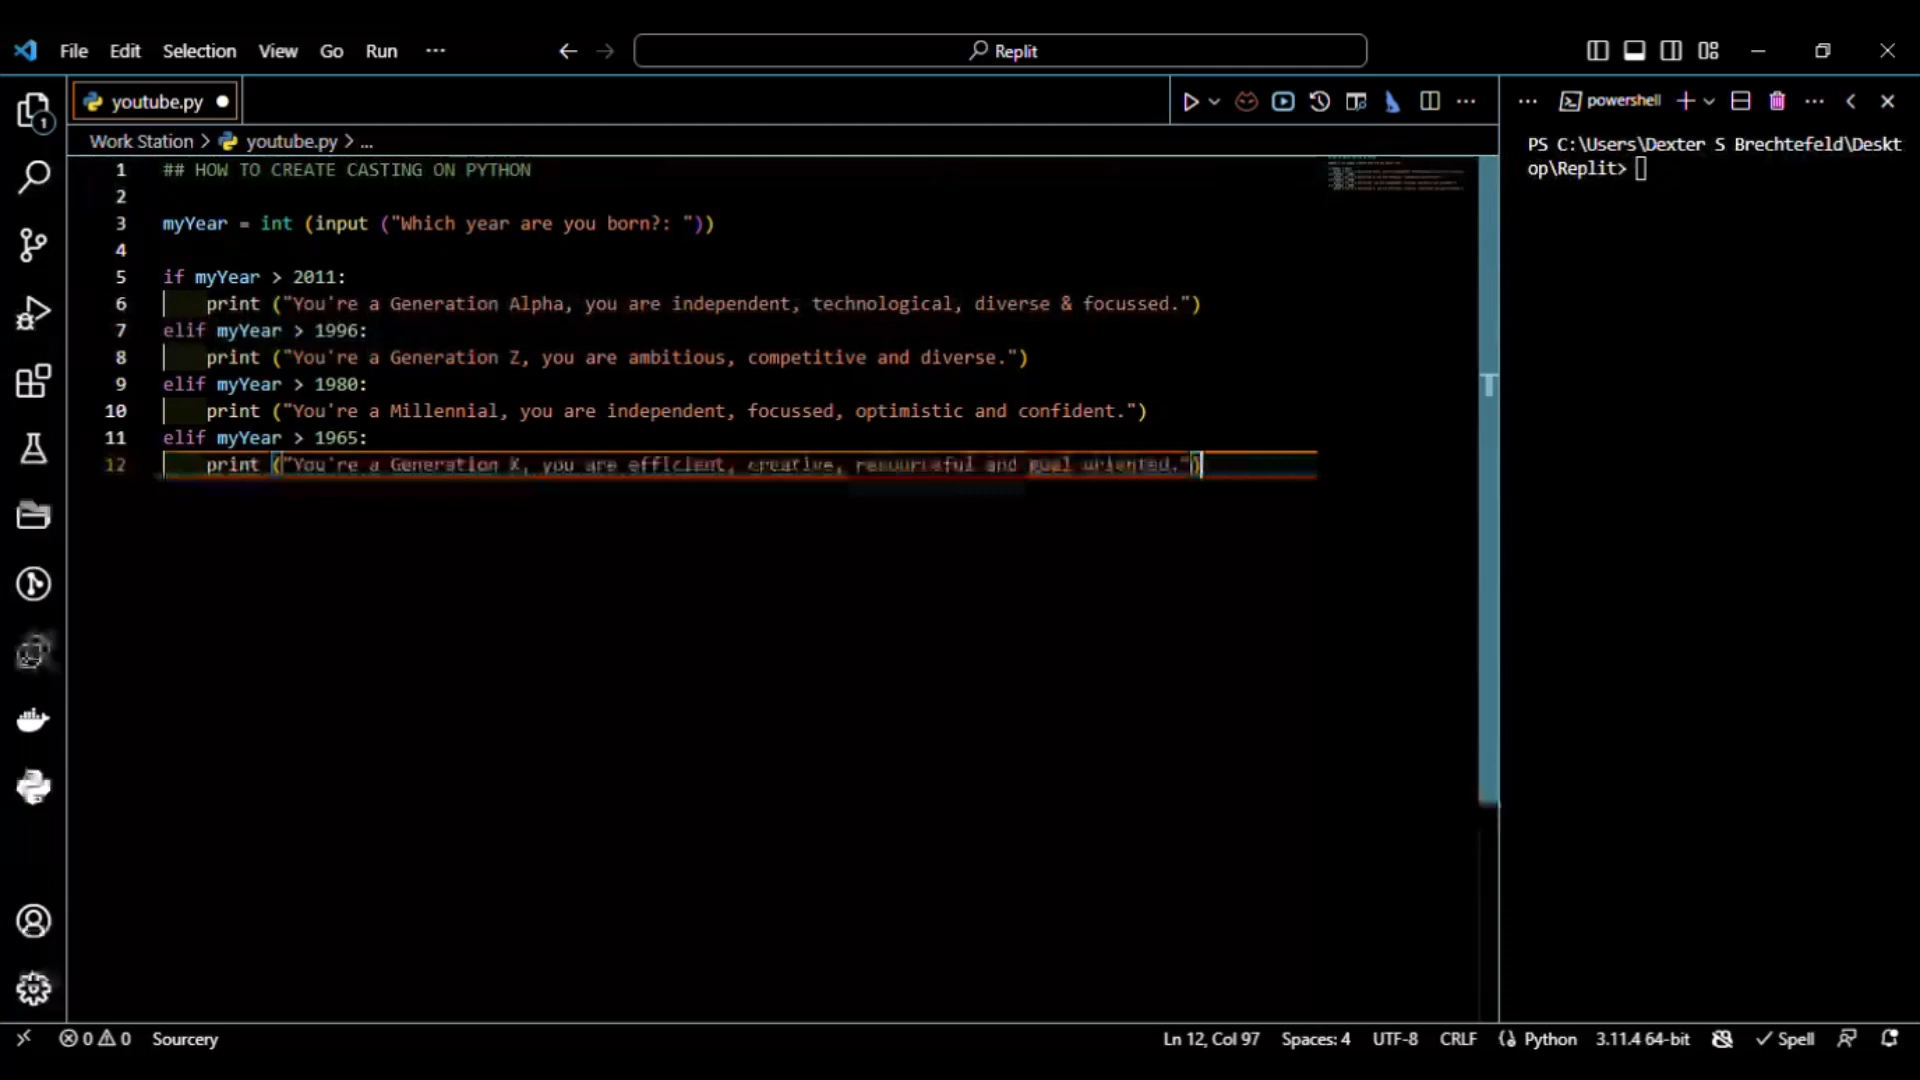 File Edit Selection View Go Run ··· Replit
youtube.py powershell
Work Station > youtube.py > ...
PS C:\Users\Dexter S Brechtefeld\Deskt
op\Replit>
1 ## HOW TO CREATE CASTING ON PYTHON
2
3 myYear = int (input ("Which year are you born?: "))
4
5 if myYear > 2011:
6 print ("You're a Generation Alpha, you are independent, technological, diverse & focussed.")
7 elif myYear > 1996:
8 print ("You're a Generation Z, you are ambitious, competitive and diverse.")
9 elif myYear > 1980:
10 print ("You're a Millennial, you are independent, focussed, optimistic and confident.")
11 elif myYear > 1965:
12 print ("You're a Generation X, you are efficient, creative, and goal oriented.")
0 0 Sourcery Ln 12, Col 97 Spaces: 4 UTF-8 CRLF Python 3.11.4 64-bit Spell